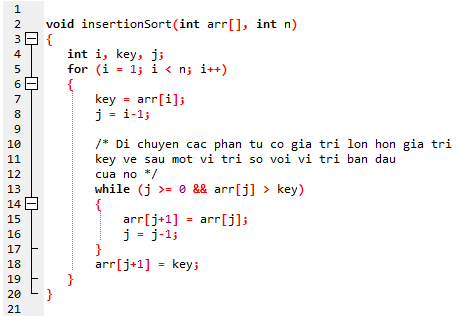 1
2 void insertionSort(int arr[], int n)
3 {
4     int i, key, j;
5     for (i = 1; i < n; i++)
6     {
7         key = arr[i];
8         j = i-1;
9
10         /* Di chuyen cac phan tu co gia tri lon hon gia tri
11         key ve sau mot vi tri so voi vi tri ban dau
12         cua no */
13         while (j >= 0 && arr[j] > key)
14         {
15             arr[j+1] = arr[j];
16             j = j-1;
17         }
18         arr[j+1] = key;
19     }
20 }
21